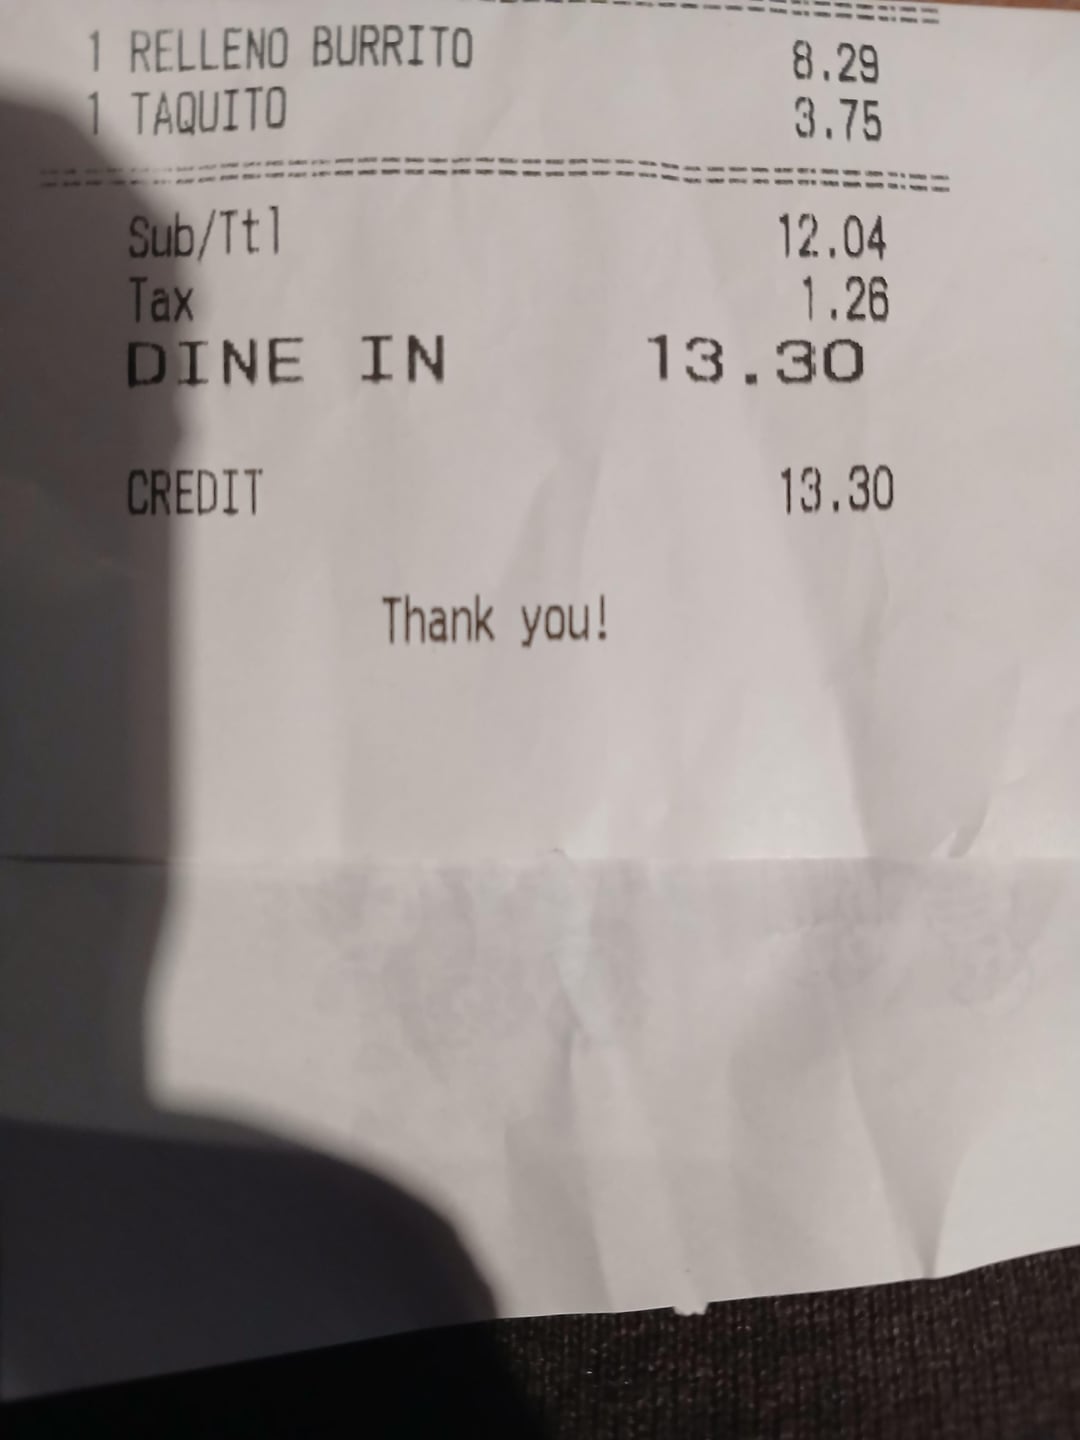 1 RELLENO BURRITO 8.29
1 TAQUITO 3.75
Sub/Ttl 12.04
Tax 1.26
DINE IN 13.30
CREDIT 13.30
Thank you!